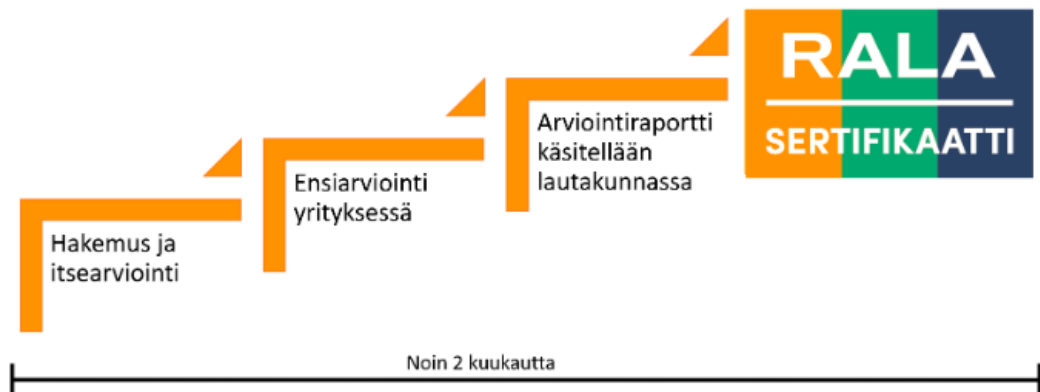 Hakemus ja
itsearviointi
Ensiarviointi
yrityksessä
Arviointiraportti
käsitellään
lautakunnassa
RALA
SERTIFIKAATTI
Noin 2 kuukautta